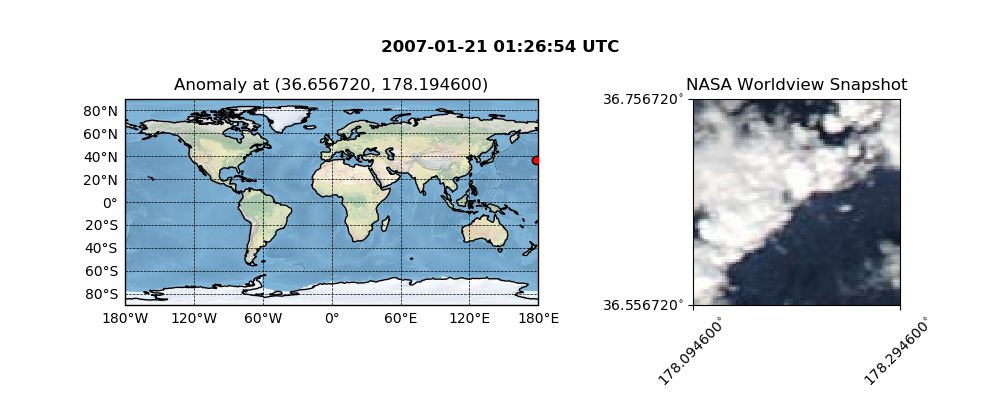 2007-01-21 01:26:54 UTC
Anomaly at (36.656720, 178.194600)
NASA Worldview Snapshot
80°N
60°N
40°N
20°N
0°
20°S
40°S
60°S
80°S
180°W 120°W 60°W 0° 60°E 120°E 180°E
36.756720°
36.556720°
178.094600°
178.294600°